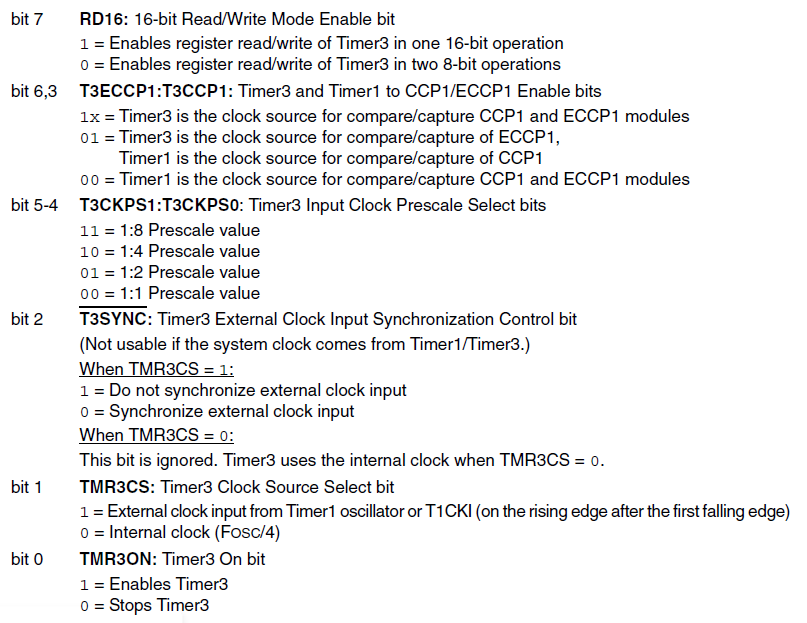 bit 7 RD16: 16-bit Read/Write Mode Enable bit
1 = Enables register read/write of Timer3 in one 16-bit operation
0 = Enables register read/write of Timer3 in two 8-bit operations
bit 6,3 T3ECCP1:T3CCP1: Timer3 and Timer1 to CCP1/ECCP1 Enable bits
1x = Timer3 is the clock source for compare/capture CCP1 and ECCP1 modules
01 = Timer3 is the clock source for compare/capture of ECCP1,
Timer1 is the clock source for compare/capture of CCP1
00 = Timer1 is the clock source for compare/capture CCP1 and ECCP1 modules
bit 5-4 T3CKPS1:T3CKPS0: Timer3 Input Clock Prescale Select bits
11 = 1:8 Prescale value
10 = 1:4 Prescale value
01 = 1:2 Prescale value
00 = 1:1 Prescale value
bit 2 T3SYNC: Timer3 External Clock Input Synchronization Control bit
(Not usable if the system clock comes from Timer1/Timer3.)
When TMR3CS = 1:
1 = Do not synchronize external clock input
0 = Synchronize external clock input
When TMR3CS = 0:
This bit is ignored. Timer3 uses the internal clock when TMR3CS = 0.
bit 1 TMR3CS: Timer3 Clock Source Select bit
1 = External clock input from Timer1 oscillator or T1CKI (on the rising edge after the first falling edge)
0 = Internal clock (FOSC/4)
bit 0 TMR3ON: Timer3 On bit
1 = Enables Timer3
0 = Stops Timer3